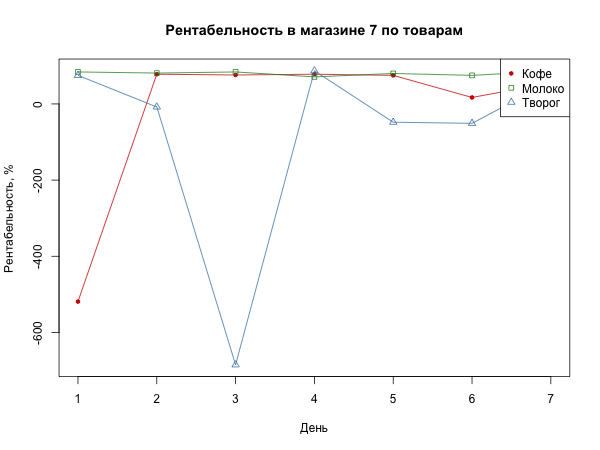 Рентабельность в магазине 7 по товарам
Кофе
Молоко
Творог
Рентабельность, %
0
-200
-400
-600
1 2 3 4 5 6 7
День